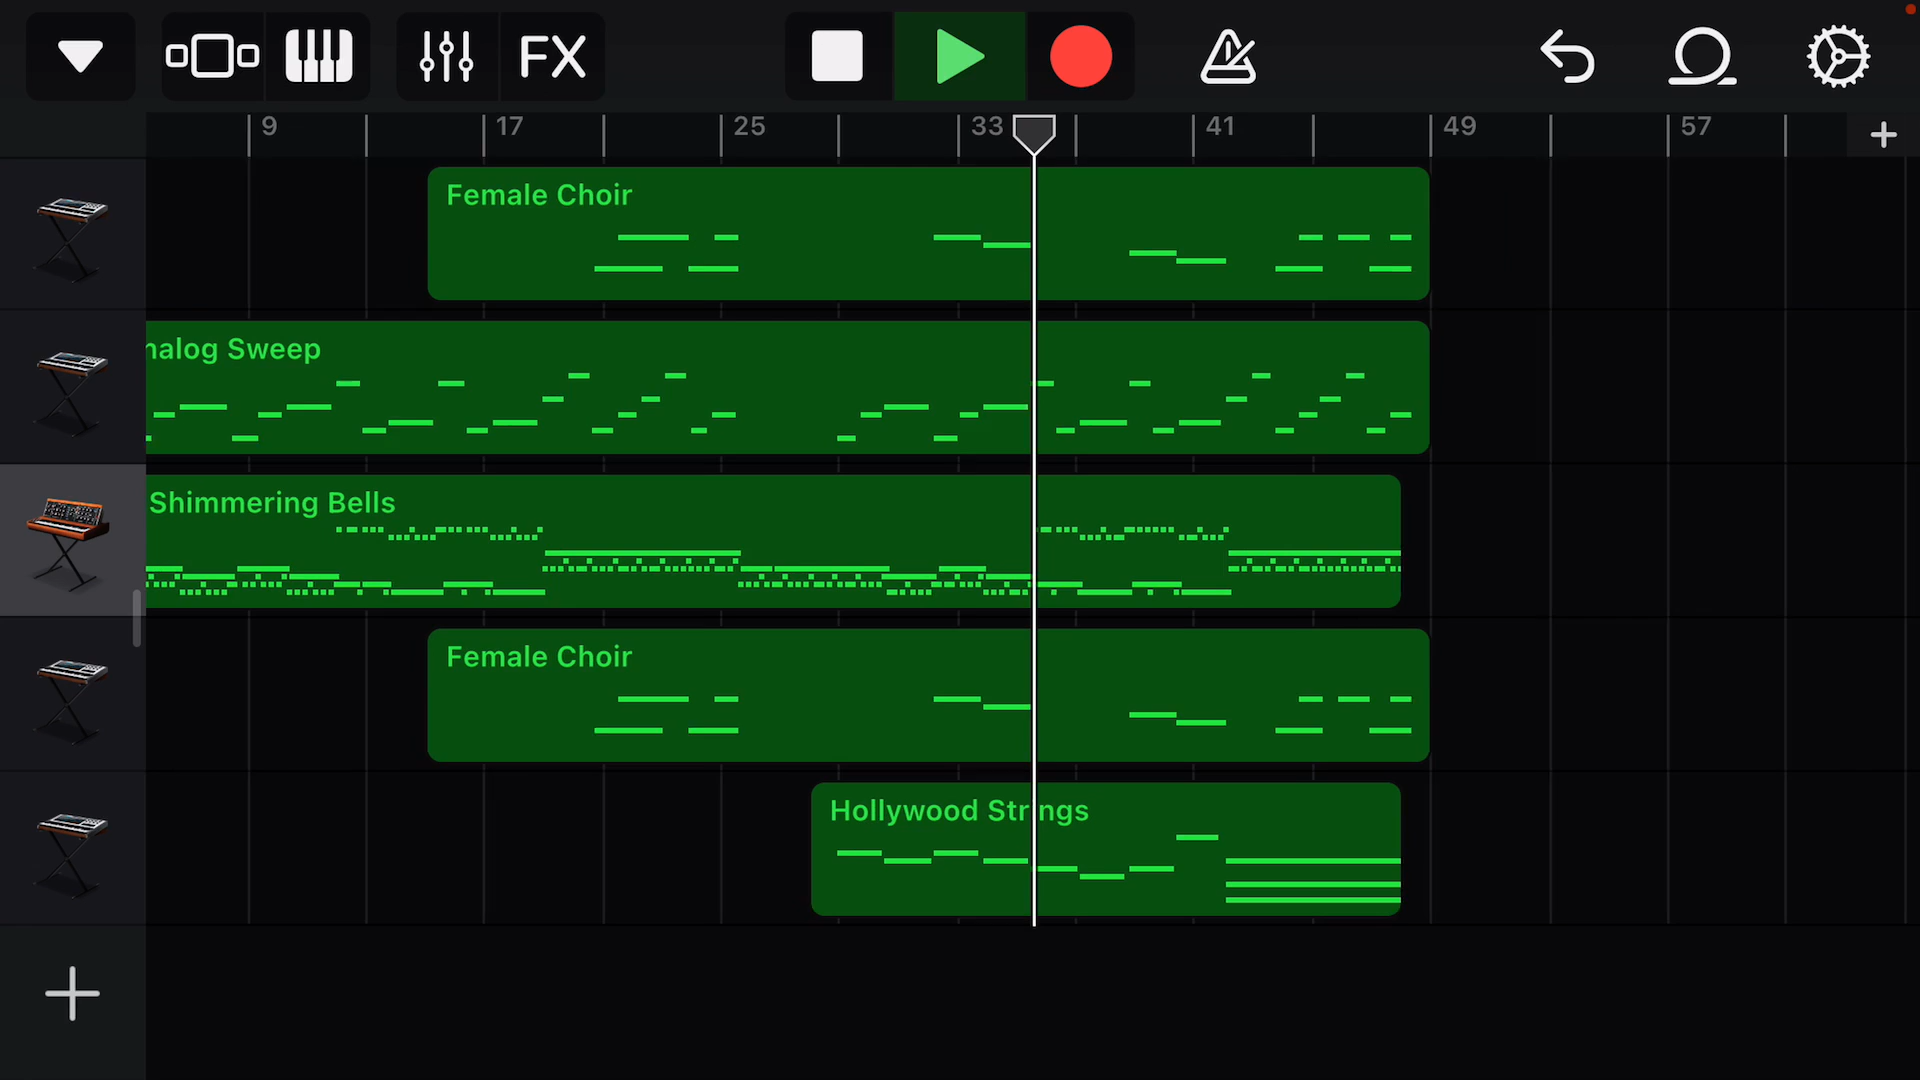 FX
9 17 25 33 41 49 57
Female Choir
nalog Sweep
Shimmering Bells
Female Choir
Hollywood Strings